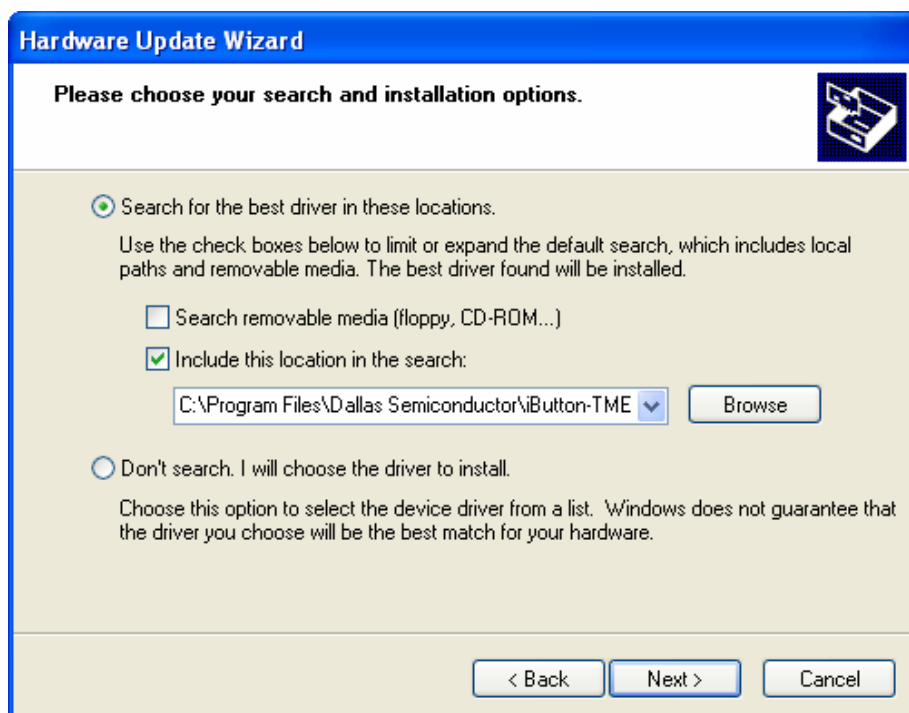 Hardware Update Wizard
Please choose your search and installation options.
Search for the best driver in these locations.
Use the check boxes below to limit or expand the default search, which includes local
paths and removable media. The best driver found will be installed.
Search removable media (floppy, CD-ROM...)
Include this location in the search:
C:\Program Files\Dallas Semiconductor\iButton-TME
Browse
Don't search. I will choose the driver to install.
Choose this option to select the device driver from a list.  Windows does not guarantee that
the driver you choose will be the best match for your hardware.
< Back
Next >
Cancel